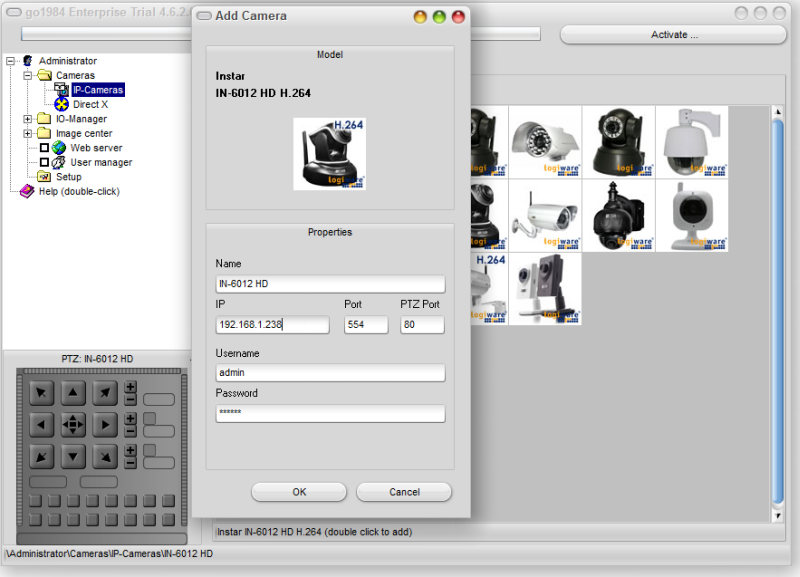 go1984 Enterprise Trial 4.6.2.
Add Camera
Activate ...
Administrator
Cameras
IP-Cameras
Direct X
IO-Manager
Image center
Web server
User manager
Setup
Help (double-click)
Model
Instar
IN-6012 HD H.264
H.264
logiware
Properties
Name
IN-6012 HD
IP
Port
PTZ Port
192.168.1.238
554
80
Username
admin
Password
******
OK
Cancel
logiware
logiware
logiware
logiware
logiware
logiware
logiware
H.264
logiware
logiware
PTZ: IN-6012 HD
Instar IN-6012 HD H.264 (double click to add)
\Administrator\Cameras\IP-Cameras\IN-6012 HD